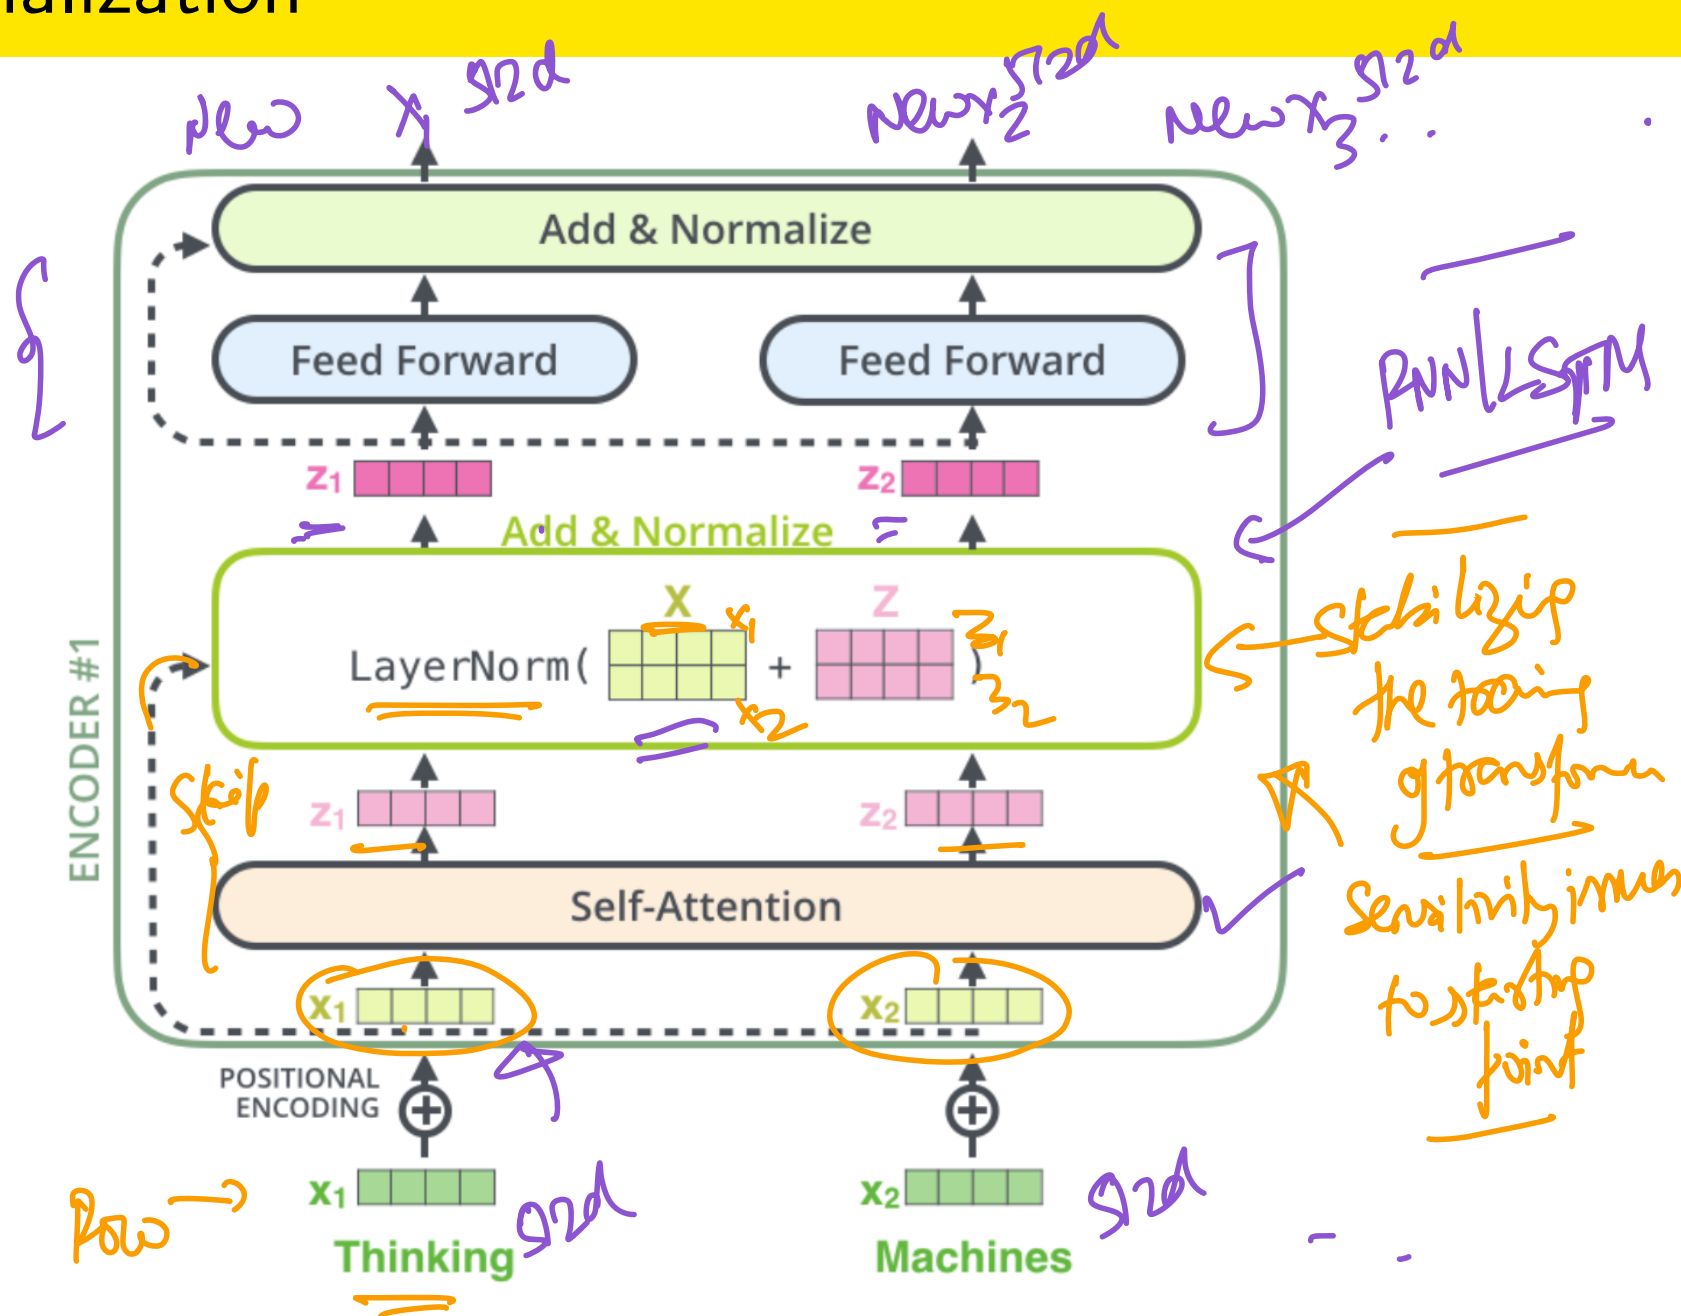 ialization
New X1 512d
New x2 512d
New x3 512d . . .
Add & Normalize
Feed Forward
Feed Forward
RNN/LSTM
z1
z2
Add & Normalize
X
Z
x1
z1
LayerNorm( + )
x2
z2
Stabilizing
the
of transformer
ENCODER #1
Skip
z1
z2
Self-Attention
Sensitivity issues
to starting
point
x1
x2
POSITIONAL
ENCODING
x1
512d
x2
512d
Row
Thinking
Machines